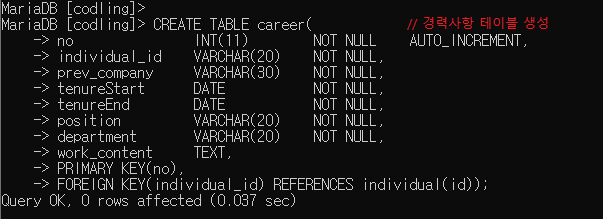 MariaDB [codling]>
MariaDB [codling]> CREATE TABLE career( // 경력사항 테이블 생성
-> no INT(11) NOT NULL AUTO_INCREMENT,
-> individual_id VARCHAR(20) NOT NULL,
-> prev_company VARCHAR(30) NOT NULL,
-> tenureStart DATE NOT NULL,
-> tenureEnd DATE NOT NULL,
-> position VARCHAR(20) NOT NULL,
-> department VARCHAR(20) NOT NULL,
-> work_content TEXT,
-> PRIMARY KEY(no),
-> FOREIGN KEY(individual_id) REFERENCES individual(id));
Query OK, 0 rows affected (0.037 sec)